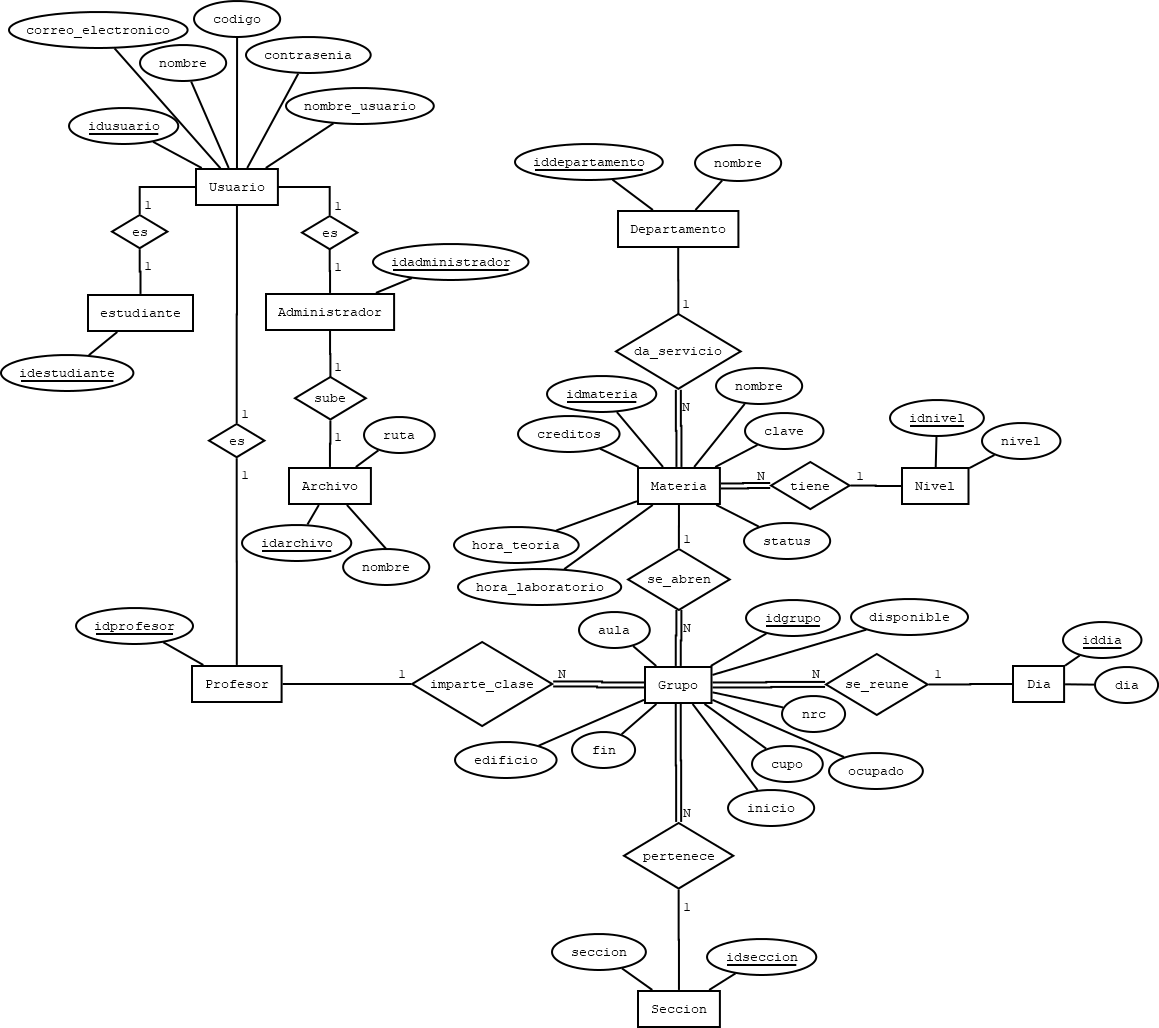 codigo
correo_electronico
contrasenia
nombre
nombre_usuario
idusuario
Usuario
iddepartamento
nombre
Departamento
1
1
es
es
1
1
idadministrador
estudiante
Administrador
1
da_servicio
idestudiante
1
sube
idmateria
nombre
N
1
es
1
1
ruta
creditos
clave
idnivel
nivel
Archivo
Materia
N
tiene
1
Nivel
idarchivo
nombre
hora_teoria
status
1
hora_laboratorio
se_abren
idprofesor
aula
N
idgrupo
disponible
iddia
Profesor
1
imparte_clase
N
Grupo
N
se_reune
1
Dia
dia
nrc
edificio
fin
cupo
ocupado
inicio
N
pertenece
1
seccion
idseccion
Seccion